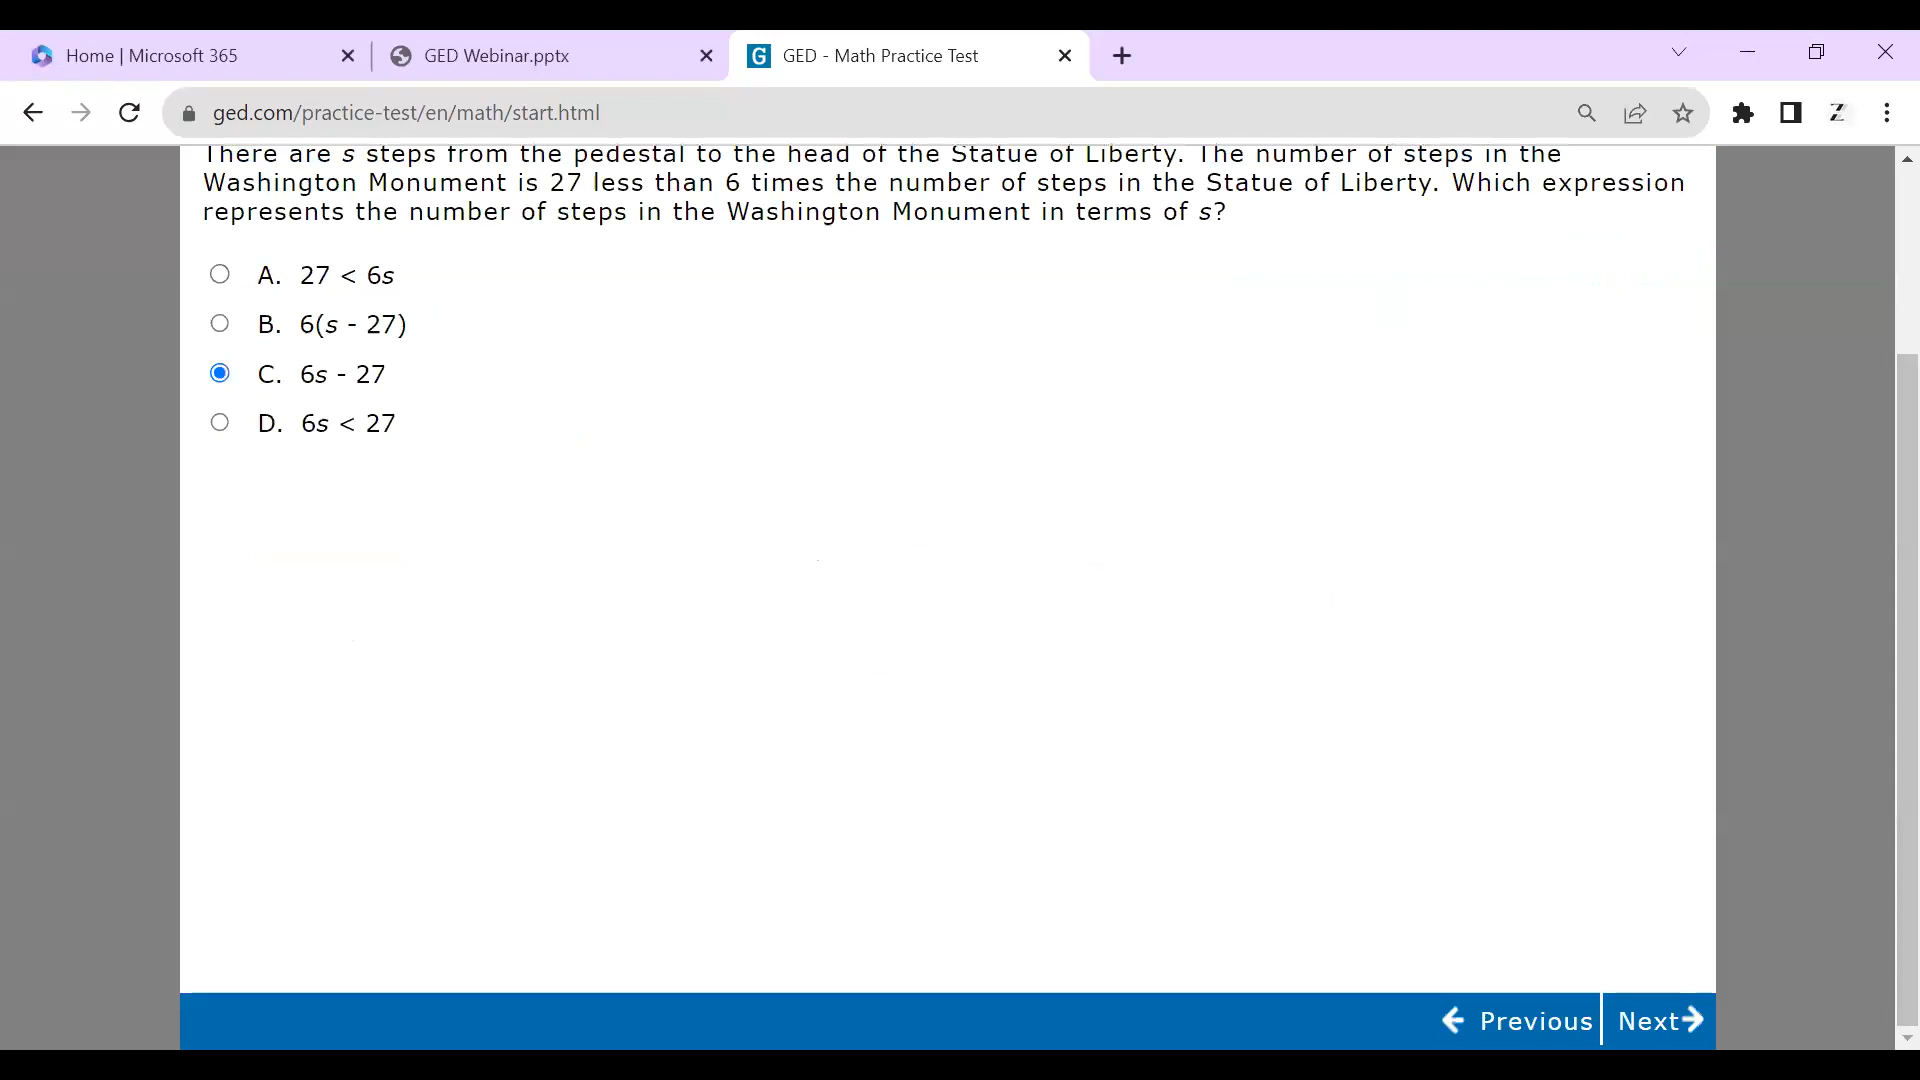 Home | Microsoft 365
GED Webinar.pptx
GED - Math Practice Test
ged.com/practice-test/en/math/start.html
There are s steps from the pedestal to the head of the Statue of Liberty. The number of steps in the
Washington Monument is 27 less than 6 times the number of steps in the Statue of Liberty. Which expression
represents the number of steps in the Washington Monument in terms of s?
A. 27 < 6s
B. 6(s - 27)
C. 6s - 27
D. 6s < 27
Previous
Next